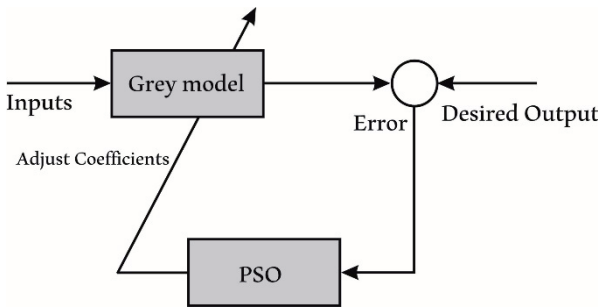 Grey model
Inputs
Error
Desired Output
Adjust Coefficients
PSO